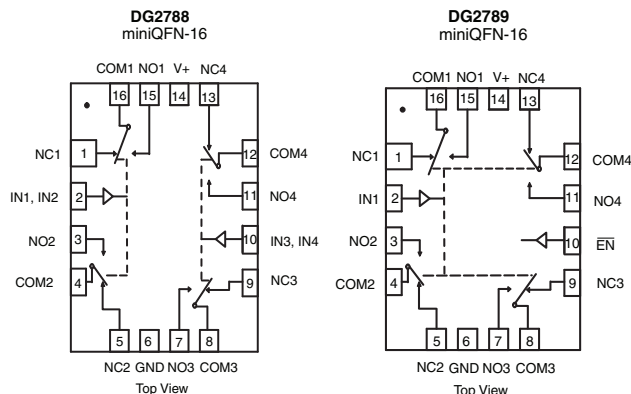 DG2788
miniQFN-16
COM1 NO1 V+ NC4
16 15 14 13
NC1 1 12 COM4
IN1, IN2 2 11 NO4
NO2 3 10 IN3, IN4
COM2 4 9 NC3
5 6 7 8
NC2 GND NO3 COM3
Top View
DG2789
miniQFN-16
COM1 NO1 V+ NC4
16 15 14 13
NC1 1 12 COM4
IN1 2 11 NO4
NO2 3 10 EN
COM2 4 9 NC3
5 6 7 8
NC2 GND NO3 COM3
Top View